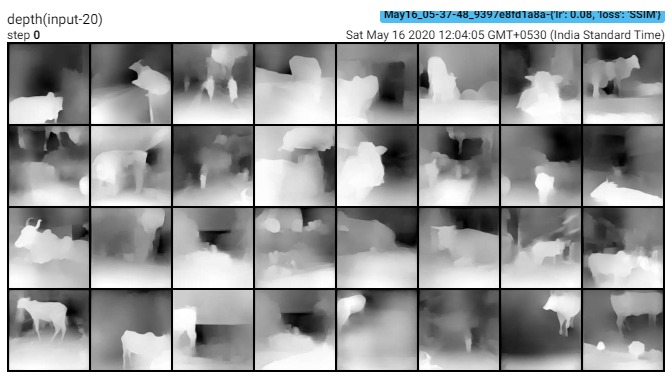 May16_05-37-48_9397e8fd1a8a-{'lr': 0.08, 'loss': 'SSIM'}
depth(input-20)
step 0
Sat May 16 2020 12:04:05 GMT+0530 (India Standard Time)